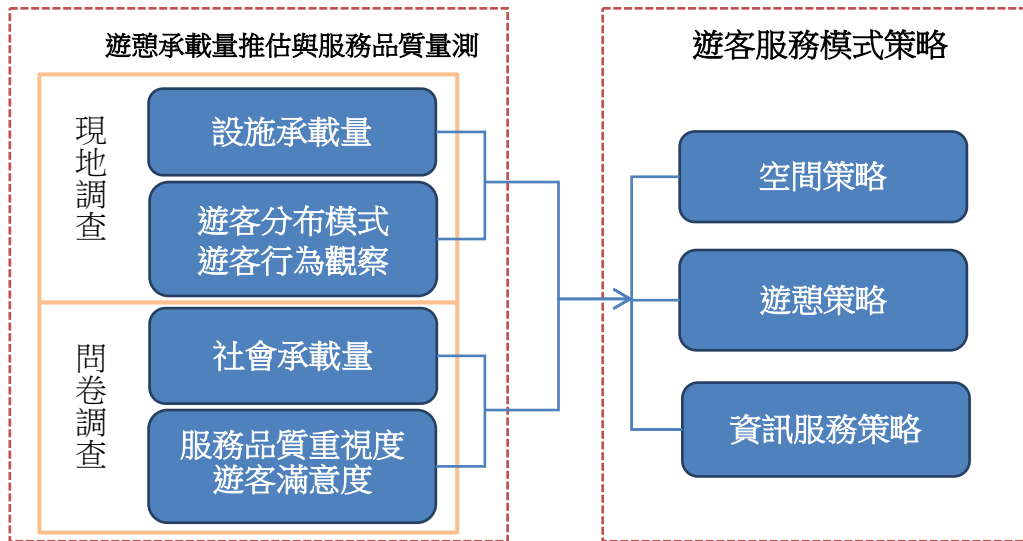 遊憩承載量推估與服務品質量測
現地調查
設施承載量
遊客分布模式
遊客行為觀察
問卷調查
社會承載量
服務品質重視度
遊客滿意度
遊客服務模式策略
空間策略
遊憩策略
資訊服務策略